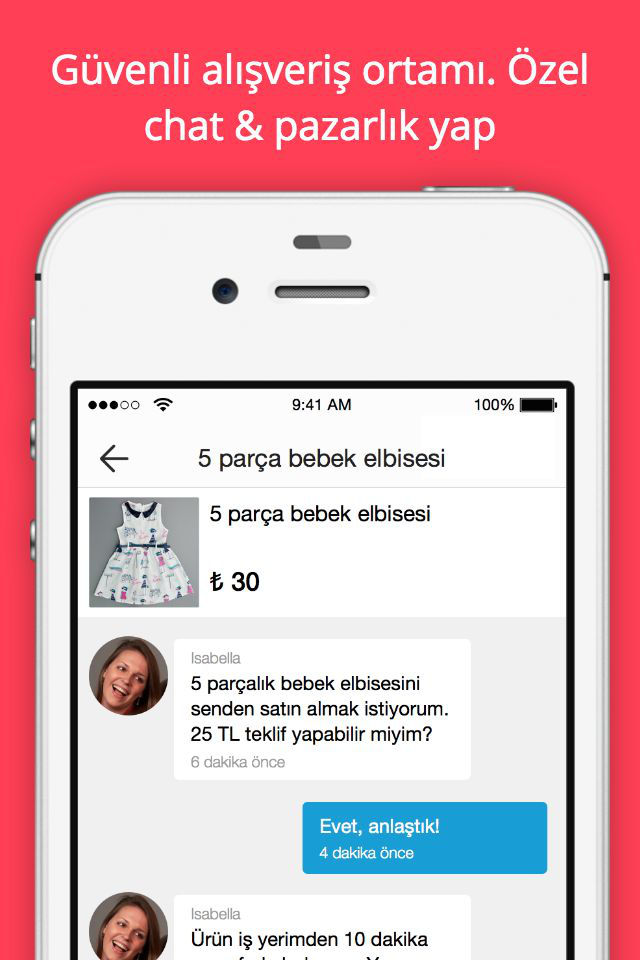 Güvenli alışveriş ortamı. Özel
chat & pazarlık yap
9:41 AM
100%
5 parça bebek elbisesi
5 parça bebek elbisesi
₺ 30
Isabella
5 parçalık bebek elbisesini
senden satın almak istiyorum.
25 TL teklif yapabilir miyim?
6 dakika önce
Evet, anlaştık!
4 dakika önce
Isabella
Ürün iş yerimden 10 dakika